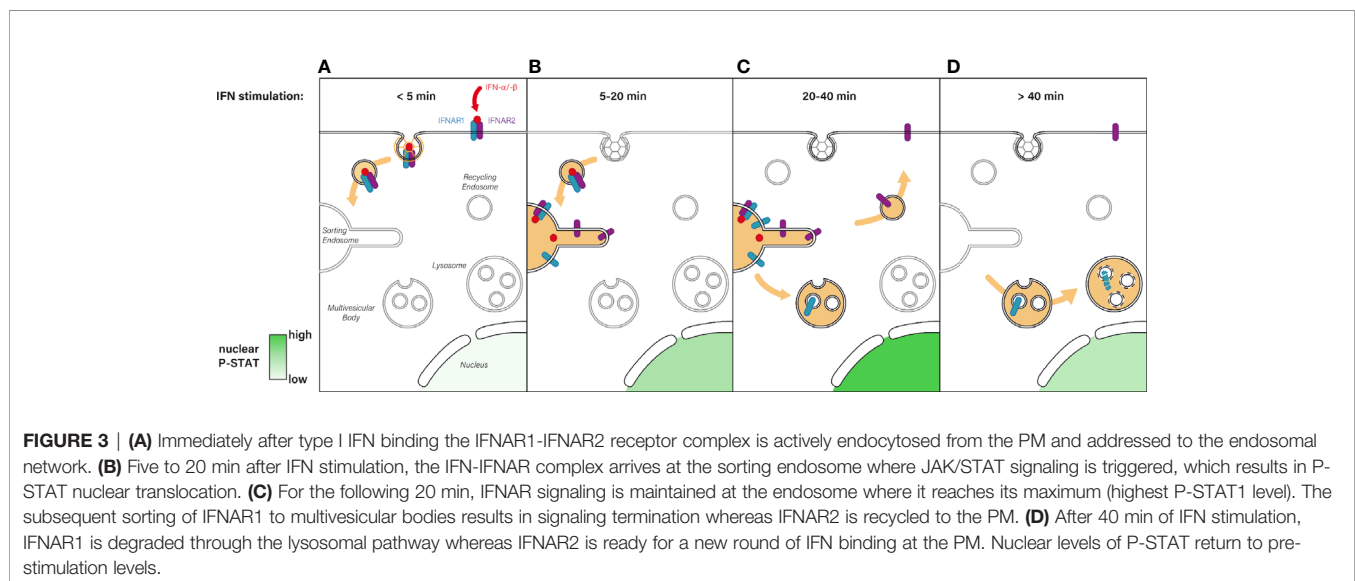 A
B
C
D
IFN stimulation:
< 5 min
5-20 min
20-40 min
> 40 min
IFN-α/-β
IFNAR1
IFNAR2
Recycling
Endosome
Sorting
Endosome
Lysosome
Multivesicular
Body
Nucleus
nuclear
P-STAT
high
low
FIGURE 3 | (A) Immediately after type I IFN binding the IFNAR1-IFNAR2 receptor complex is actively endocytosed from the PM and addressed to the endosomal
network. (B) Five to 20 min after IFN stimulation, the IFN-IFNAR complex arrives at the sorting endosome where JAK/STAT signaling is triggered, which results in P-
STAT nuclear translocation. (C) For the following 20 min, IFNAR signaling is maintained at the endosome where it reaches its maximum (highest P-STAT1 level). The
subsequent sorting of IFNAR1 to multivesicular bodies results in signaling termination whereas IFNAR2 is recycled to the PM. (D) After 40 min of IFN stimulation,
IFNAR1 is degraded through the lysosomal pathway whereas IFNAR2 is ready for a new round of IFN binding at the PM. Nuclear levels of P-STAT return to pre-
stimulation levels.